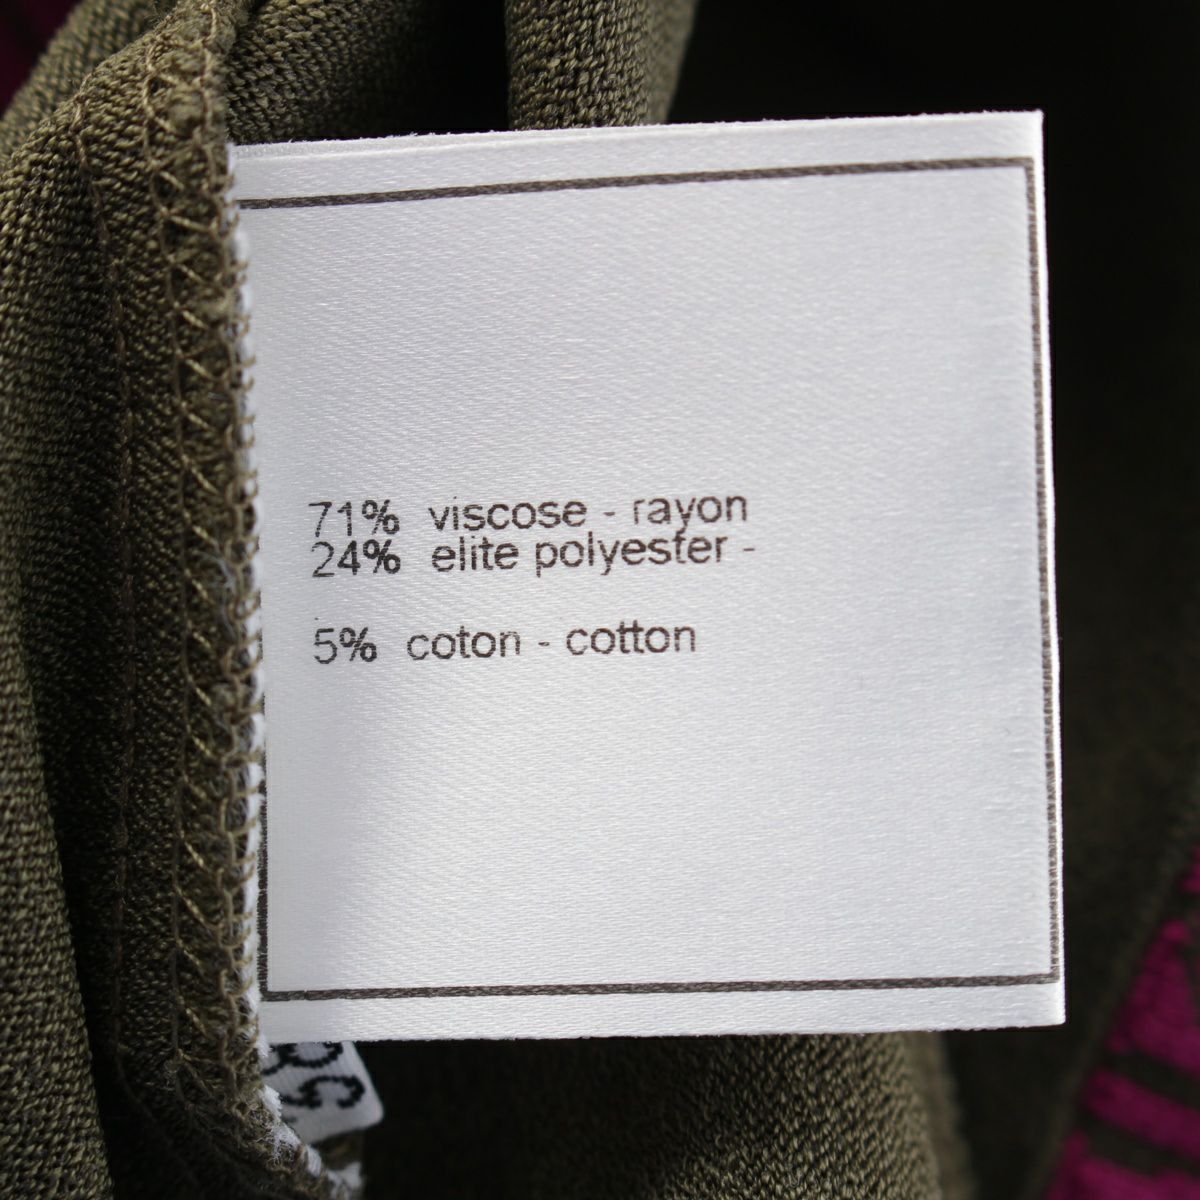 71% viscose - rayon
24% elite polyester -
5% coton - cotton